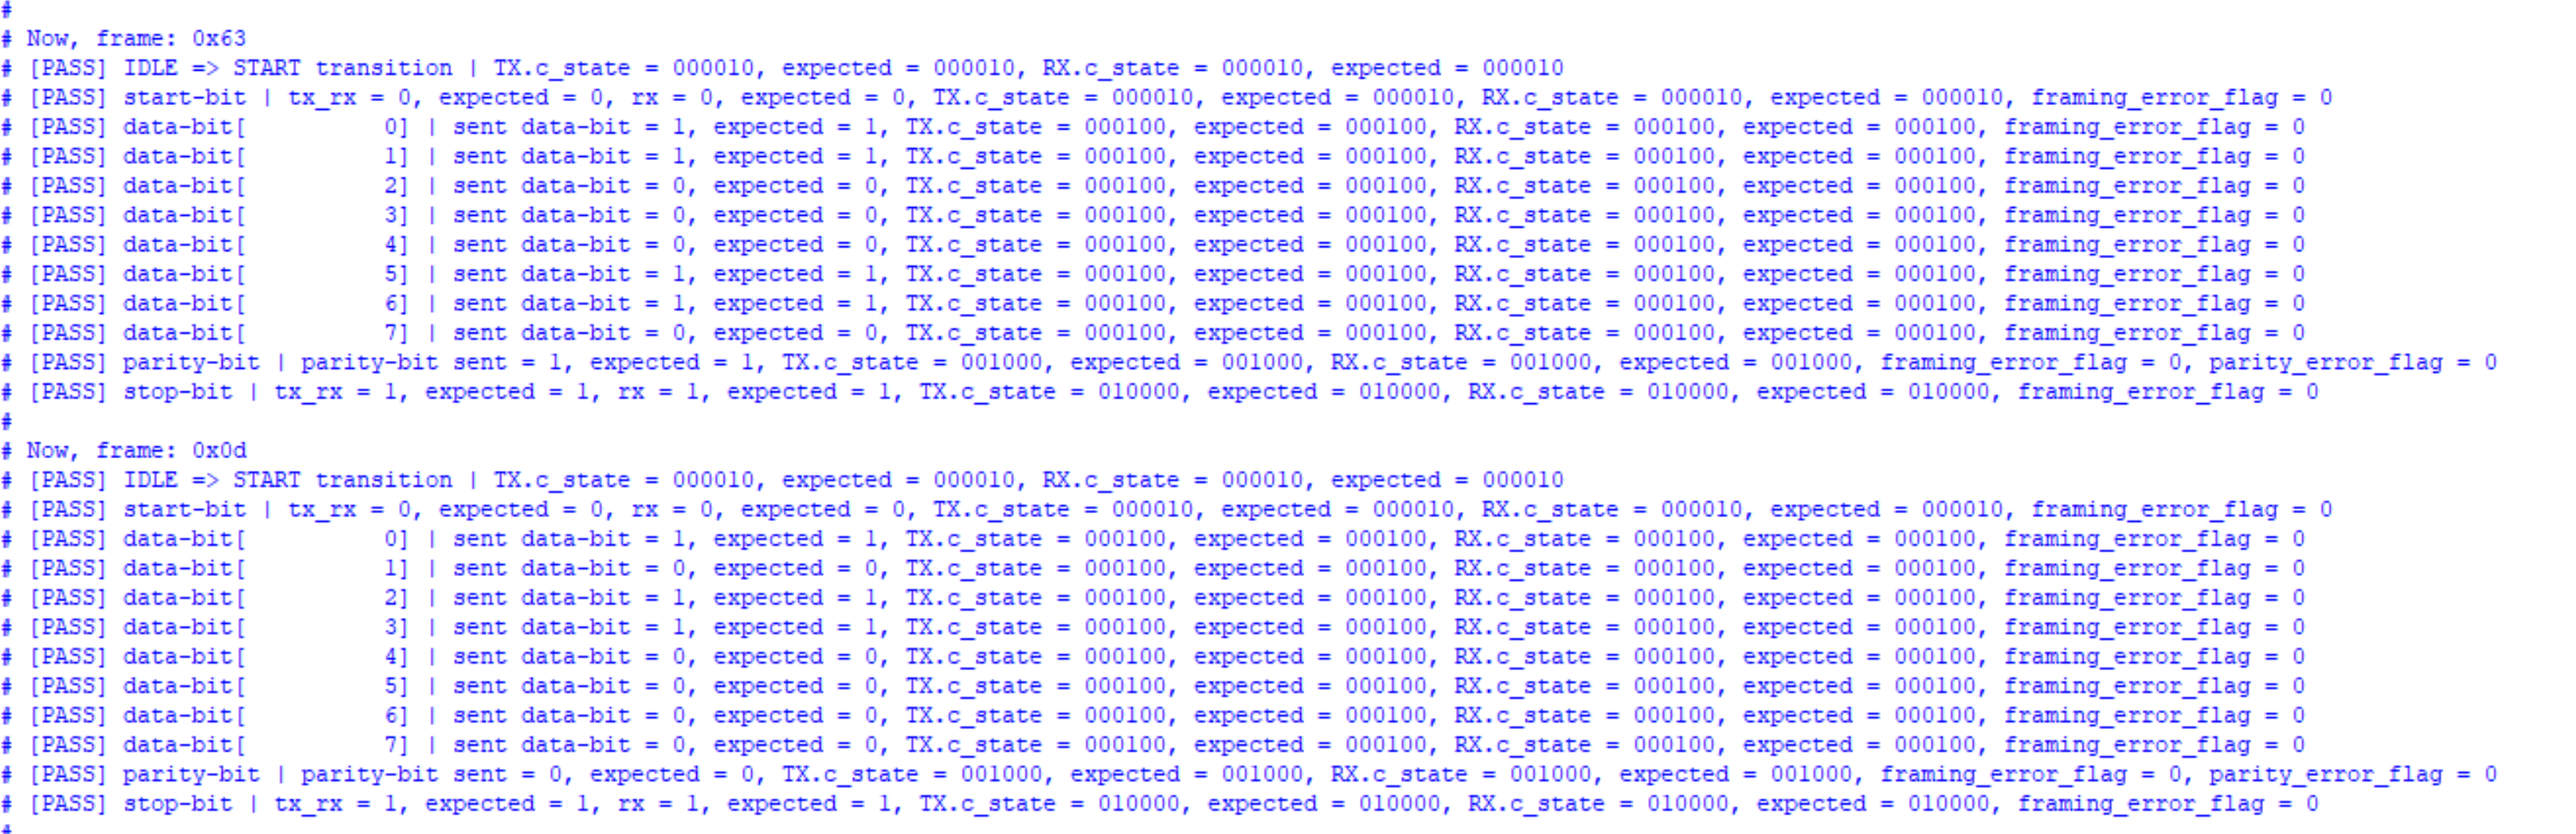 #
# Now, frame: 0x63
# [PASS] IDLE => START transition | TX.c_state = 000010, expected = 000010, RX.c_state = 000010, expected = 000010
# [PASS] start-bit | tx_rx = 0, expected = 0, rx = 0, expected = 0, TX.c_state = 000010, expected = 000010, RX.c_state = 000010, expected = 000010, framing_error_flag = 0
# [PASS] data-bit[          0] | sent data-bit = 1, expected = 1, TX.c_state = 000100, expected = 000100, RX.c_state = 000100, expected = 000100, framing_error_flag = 0
# [PASS] data-bit[          1] | sent data-bit = 1, expected = 1, TX.c_state = 000100, expected = 000100, RX.c_state = 000100, expected = 000100, framing_error_flag = 0
# [PASS] data-bit[          2] | sent data-bit = 0, expected = 0, TX.c_state = 000100, expected = 000100, RX.c_state = 000100, expected = 000100, framing_error_flag = 0
# [PASS] data-bit[          3] | sent data-bit = 0, expected = 0, TX.c_state = 000100, expected = 000100, RX.c_state = 000100, expected = 000100, framing_error_flag = 0
# [PASS] data-bit[          4] | sent data-bit = 0, expected = 0, TX.c_state = 000100, expected = 000100, RX.c_state = 000100, expected = 000100, framing_error_flag = 0
# [PASS] data-bit[          5] | sent data-bit = 1, expected = 1, TX.c_state = 000100, expected = 000100, RX.c_state = 000100, expected = 000100, framing_error_flag = 0
# [PASS] data-bit[          6] | sent data-bit = 1, expected = 1, TX.c_state = 000100, expected = 000100, RX.c_state = 000100, expected = 000100, framing_error_flag = 0
# [PASS] data-bit[          7] | sent data-bit = 0, expected = 0, TX.c_state = 000100, expected = 000100, RX.c_state = 000100, expected = 000100, framing_error_flag = 0
# [PASS] parity-bit | parity-bit sent = 1, expected = 1, TX.c_state = 001000, expected = 001000, RX.c_state = 001000, expected = 001000, framing_error_flag = 0, parity_error_flag = 0
# [PASS] stop-bit | tx_rx = 1, expected = 1, rx = 1, expected = 1, TX.c_state = 010000, expected = 010000, RX.c_state = 010000, expected = 010000, framing_error_flag = 0
#
# Now, frame: 0x0d
# [PASS] IDLE => START transition | TX.c_state = 000010, expected = 000010, RX.c_state = 000010, expected = 000010
# [PASS] start-bit | tx_rx = 0, expected = 0, rx = 0, expected = 0, TX.c_state = 000010, expected = 000010, RX.c_state = 000010, expected = 000010, framing_error_flag = 0
# [PASS] data-bit[          0] | sent data-bit = 1, expected = 1, TX.c_state = 000100, expected = 000100, RX.c_state = 000100, expected = 000100, framing_error_flag = 0
# [PASS] data-bit[          1] | sent data-bit = 0, expected = 0, TX.c_state = 000100, expected = 000100, RX.c_state = 000100, expected = 000100, framing_error_flag = 0
# [PASS] data-bit[          2] | sent data-bit = 1, expected = 1, TX.c_state = 000100, expected = 000100, RX.c_state = 000100, expected = 000100, framing_error_flag = 0
# [PASS] data-bit[          3] | sent data-bit = 1, expected = 1, TX.c_state = 000100, expected = 000100, RX.c_state = 000100, expected = 000100, framing_error_flag = 0
# [PASS] data-bit[          4] | sent data-bit = 0, expected = 0, TX.c_state = 000100, expected = 000100, RX.c_state = 000100, expected = 000100, framing_error_flag = 0
# [PASS] data-bit[          5] | sent data-bit = 0, expected = 0, TX.c_state = 000100, expected = 000100, RX.c_state = 000100, expected = 000100, framing_error_flag = 0
# [PASS] data-bit[          6] | sent data-bit = 0, expected = 0, TX.c_state = 000100, expected = 000100, RX.c_state = 000100, expected = 000100, framing_error_flag = 0
# [PASS] data-bit[          7] | sent data-bit = 0, expected = 0, TX.c_state = 000100, expected = 000100, RX.c_state = 000100, expected = 000100, framing_error_flag = 0
# [PASS] parity-bit | parity-bit sent = 0, expected = 0, TX.c_state = 001000, expected = 001000, RX.c_state = 001000, expected = 001000, framing_error_flag = 0, parity_error_flag = 0
# [PASS] stop-bit | tx_rx = 1, expected = 1, rx = 1, expected = 1, TX.c_state = 010000, expected = 010000, RX.c_state = 010000, expected = 010000, framing_error_flag = 0
#